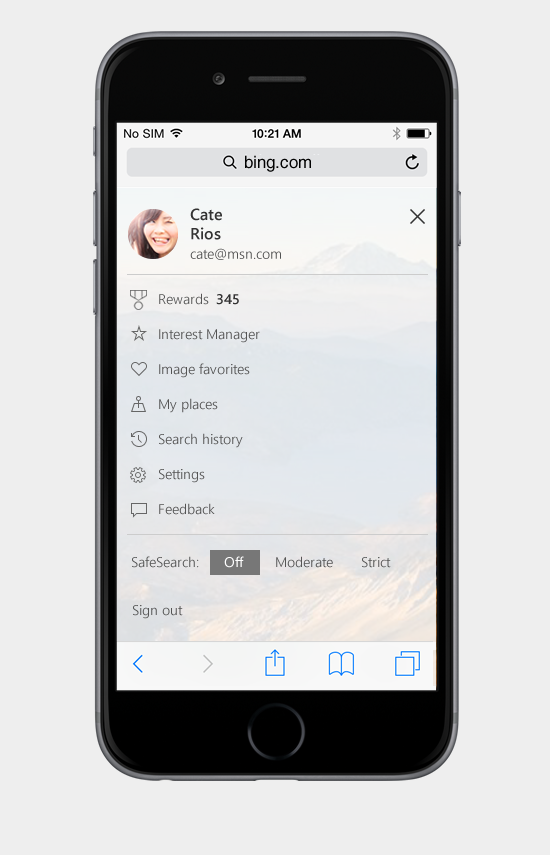 No SIM 10:21 AM
bing.com
Cate
Rios
cate@msn.com
Rewards 345
Interest Manager
Image favorites
My places
Search history
Settings
Feedback
SafeSearch: Off Moderate Strict
Sign out